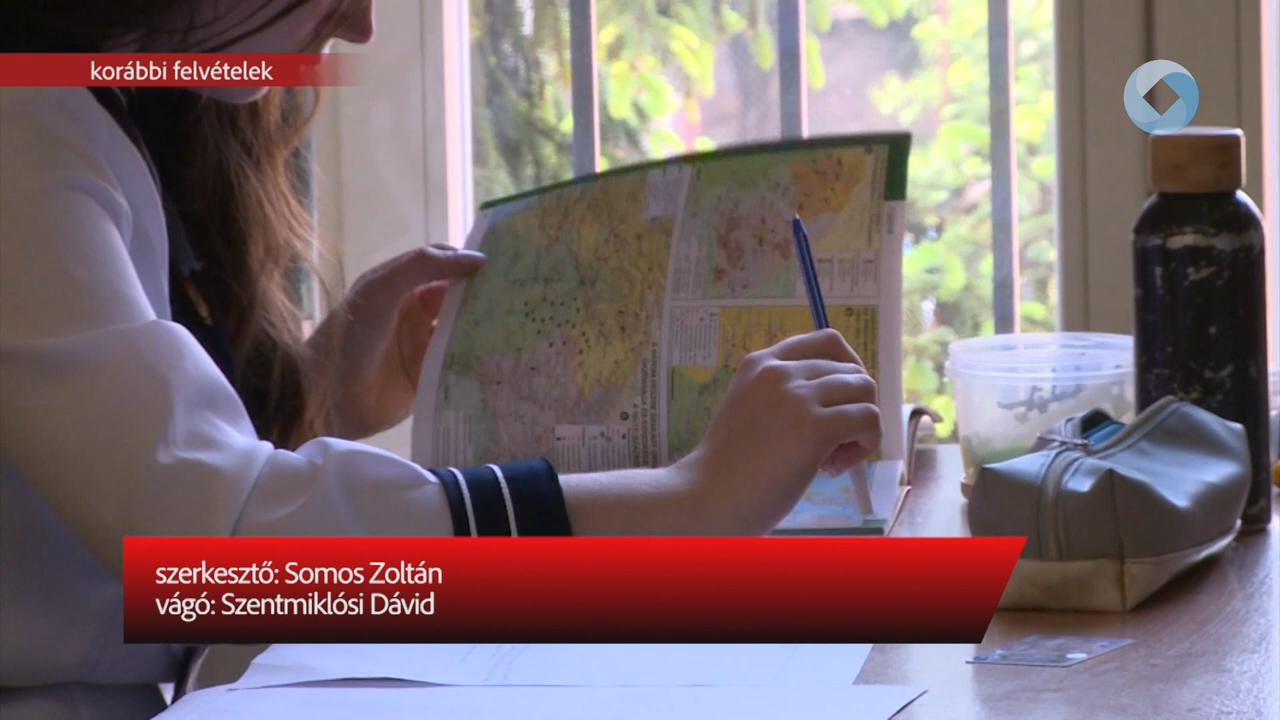 korábbi felvételek
szerkesztő: Somos Zoltán
vágó: Szentmiklósi Dávid